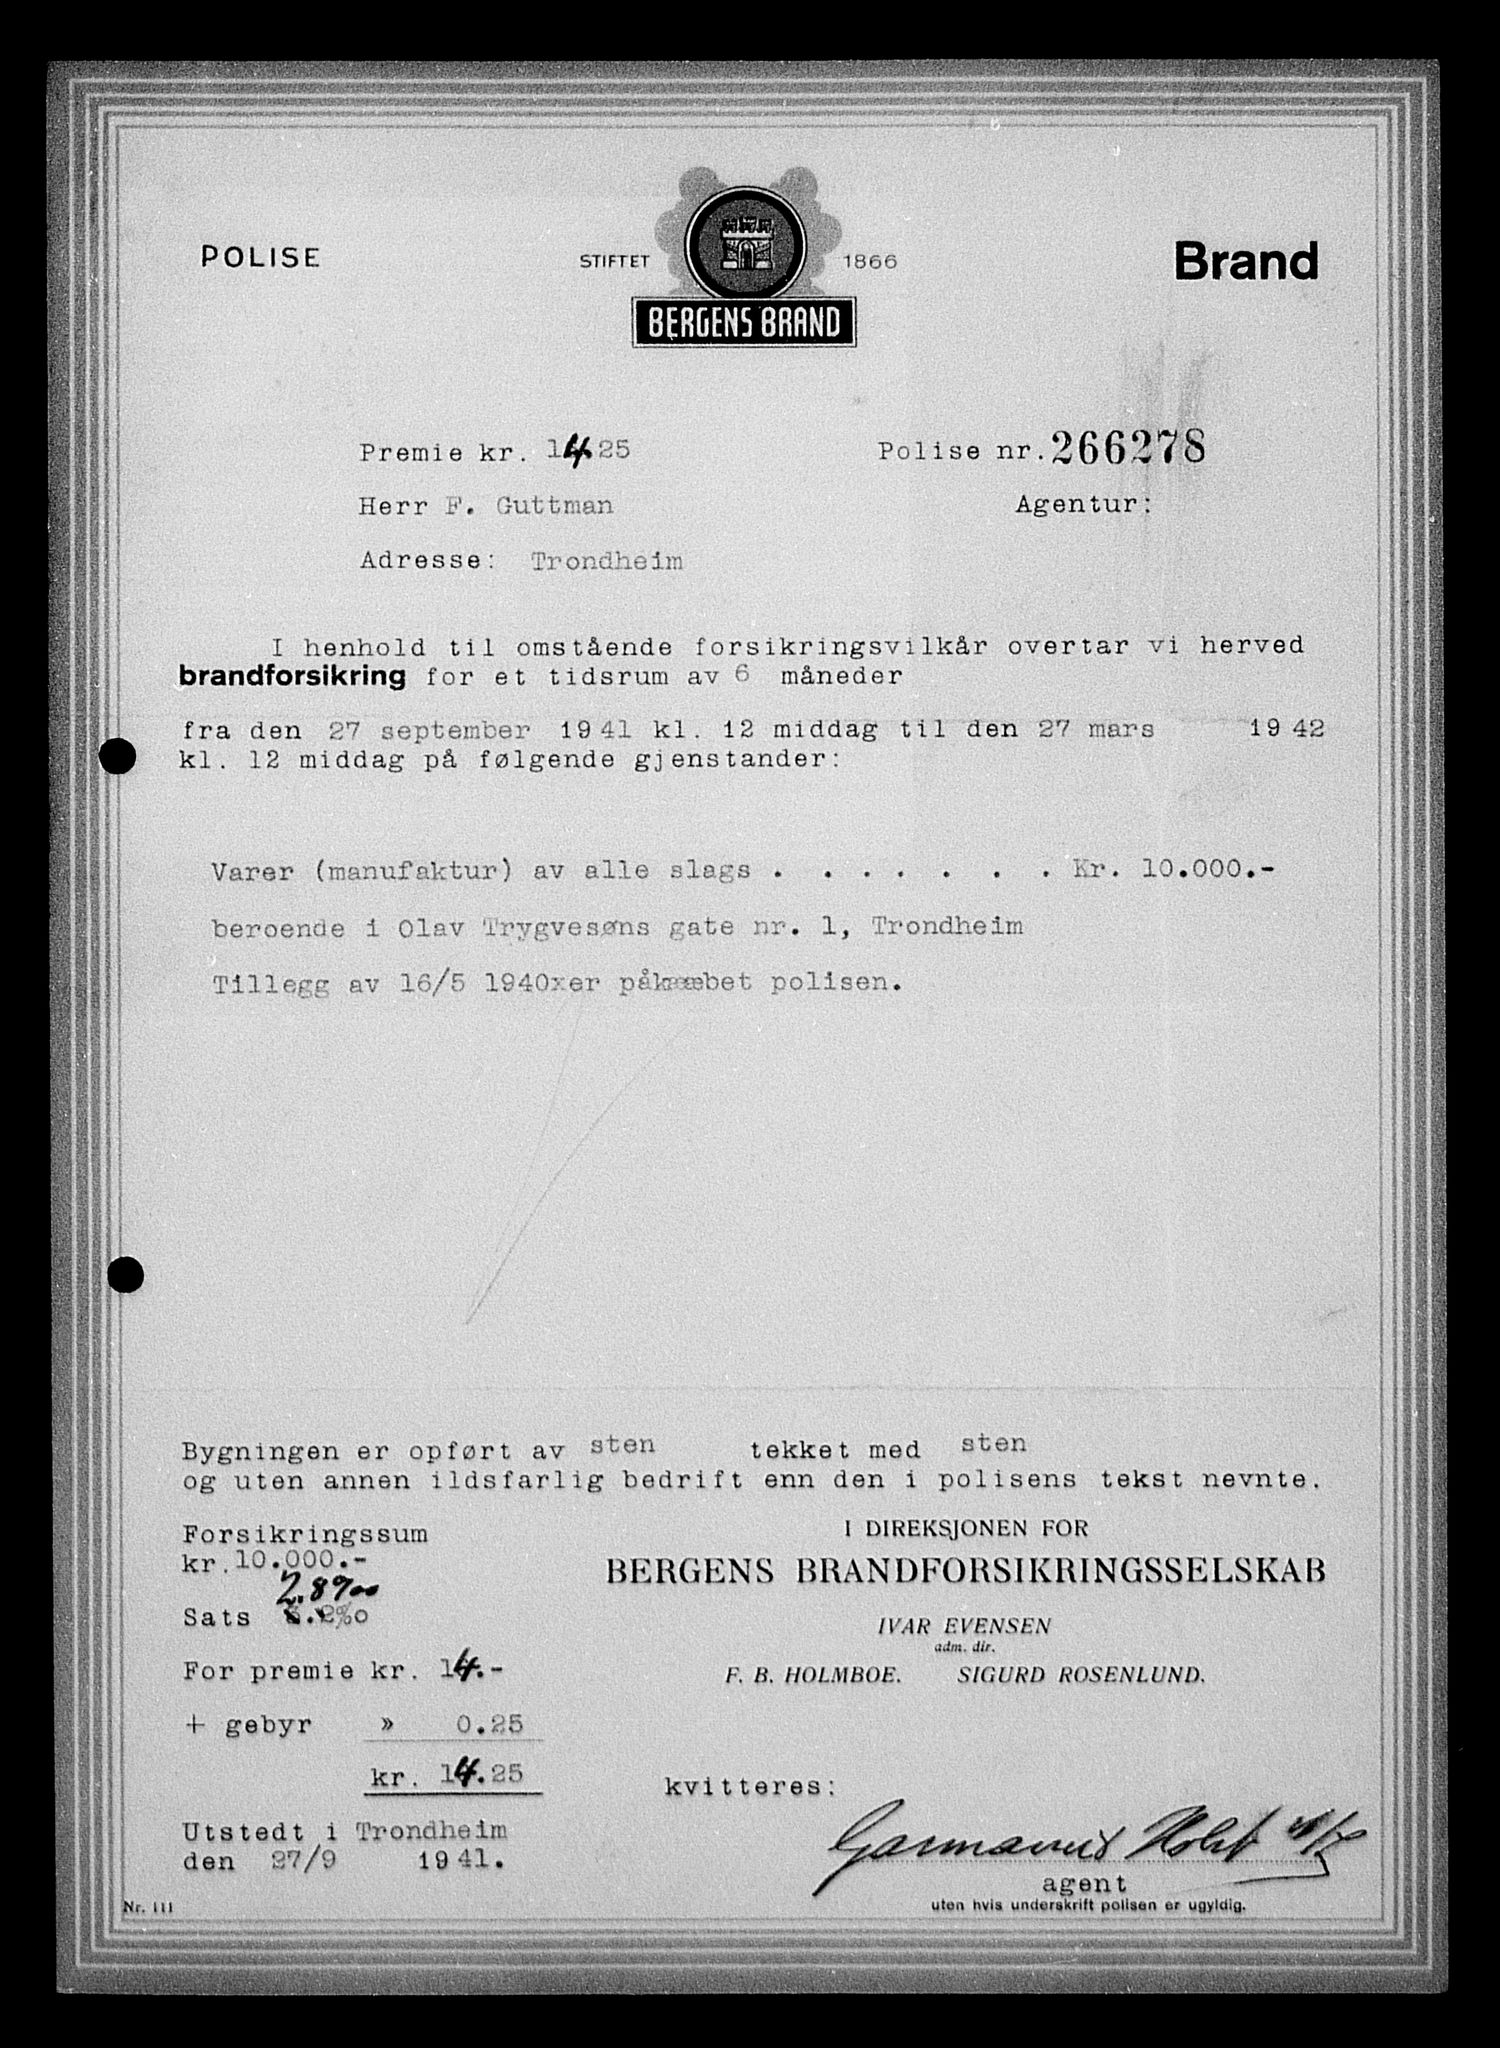 POLISE
STIFTET 1866
BERGENS BRAND
Brand
Premie kr. 14.25
Polise nr. 266278
Herr F. Guttman
Agentur:
Adresse: Trondheim
I henhold til omstående forsikringsvilkår overtar vi herved
brandforsikring for et tidsrum av 6 måneder
fra den 27 september 1941 kl. 12 middag til den 27 mars 1942
kl. 12 middag på følgende gjenstander:
Varer (manufaktur) av alle slags . . . . . . . Kr. 10.000.-
beroende i Olav Trygvesøns gate nr. 1, Trondheim
Tillegg av 16/5 1940 er polisen.
Bygningen er opført av sten tekket med sten
og uten annen ildsfarlig bedrift enn den i polisens tekst nevnte.
Forsikringssum
kr. 10.000.-
2.8
Sats 2‰
I DIREKSJONEN FOR
BERGENS BRANDFORSIKRINGSSELSKAB
IVAR EVENSEN
adm. dir.
F. B. HOLMBOE. SIGURD ROSENLUND.
For premie kr. 14.-
+ gebyr » 0.25
kr. 14.25
kvitteres:
Utstedt i Trondheim
den 27/9 1941.
Holst
agent
uten hvis underskrift polisen er ugyldig.
Nr. 111